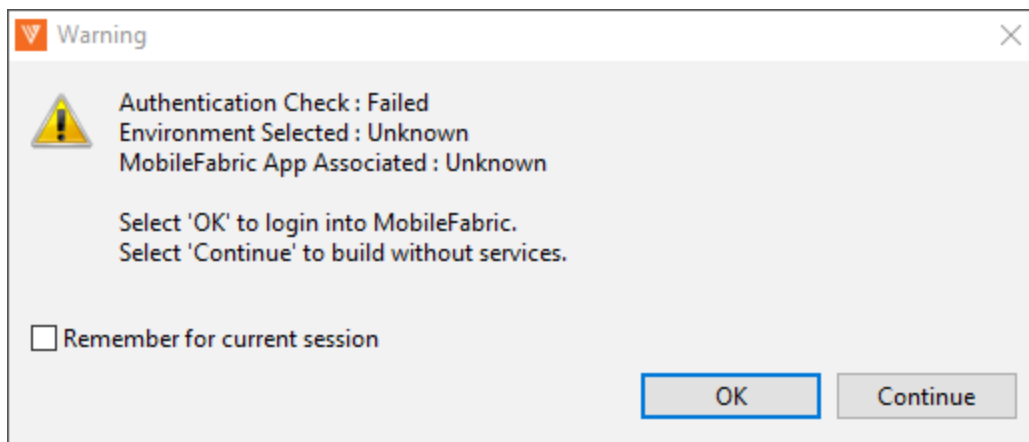 Warning
Authentication Check : Failed
Environment Selected : Unknown
MobileFabric App Associated : Unknown
Select 'OK' to login into MobileFabric.
Select 'Continue' to build without services.
Remember for current session
OK
Continue